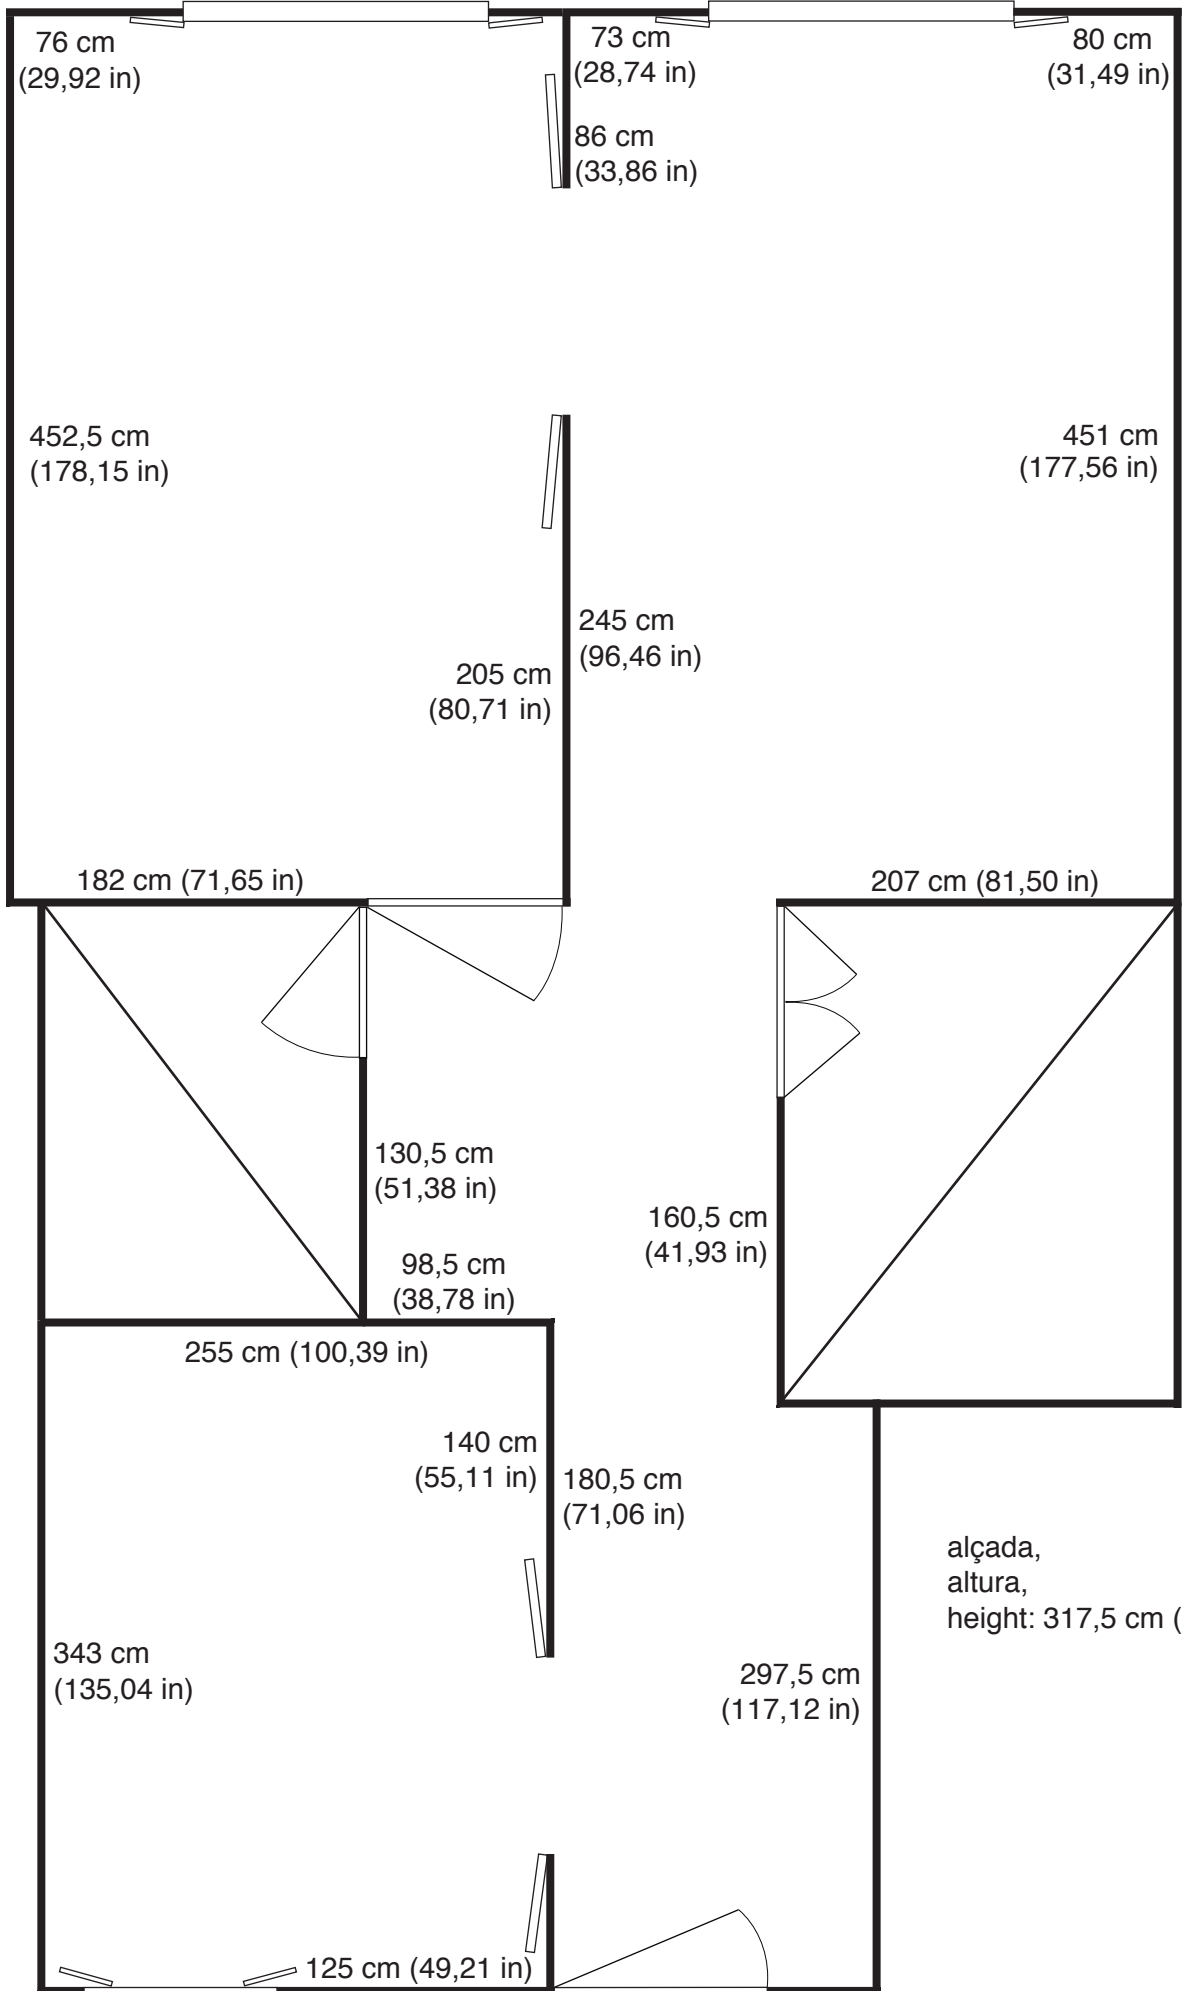 76 cm
(29,92 in)
73 cm
(28,74 in)
80 cm
(31,49 in)
86 cm
(33,86 in)
452,5 cm
(178,15 in)
451 cm
(177,56 in)
245 cm
(96,46 in)
205 cm
(80,71 in)
182 cm (71,65 in)
207 cm (81,50 in)
130,5 cm
(51,38 in)
160,5 cm
(41,93 in)
98,5 cm
(38,78 in)
255 cm (100,39 in)
140 cm
(55,11 in)
180,5 cm
(71,06 in)
alçada,
altura,
height: 317,5 cm (
343 cm
(135,04 in)
297,5 cm
(117,12 in)
125 cm (49,21 in)